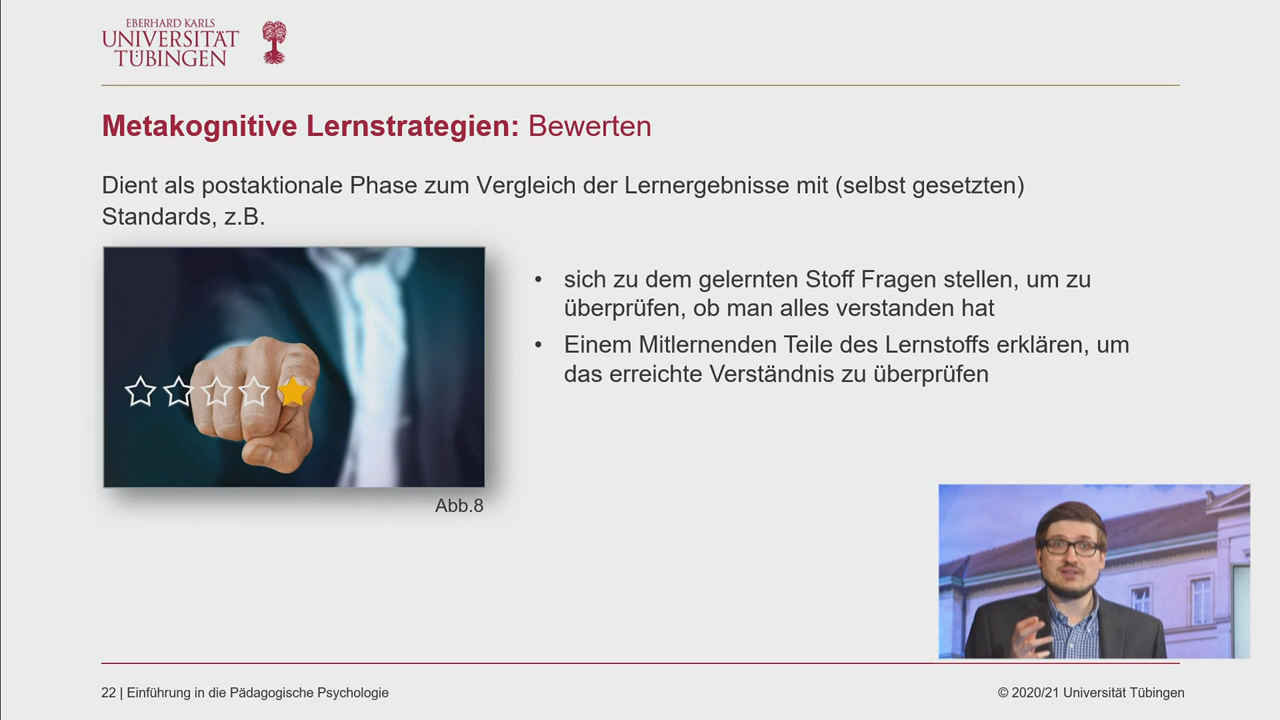 EBERHARD KARLS
UNIVERSITÄT
TÜBINGEN
Metakognitive Lernstrategien: Bewerten
Dient als postaktionale Phase zum Vergleich der Lernergebnisse mit (selbst gesetzten)
Standards, z.B.
• sich zu dem gelernten Stoff Fragen stellen, um zu
überprüfen, ob man alles verstanden hat
• Einem Mitlernenden Teile des Lernstoffs erklären, um
das erreichte Verständnis zu überprüfen
Abb.8
22 | Einführung in die Pädagogische Psychologie
© 2020/21 Universität Tübingen